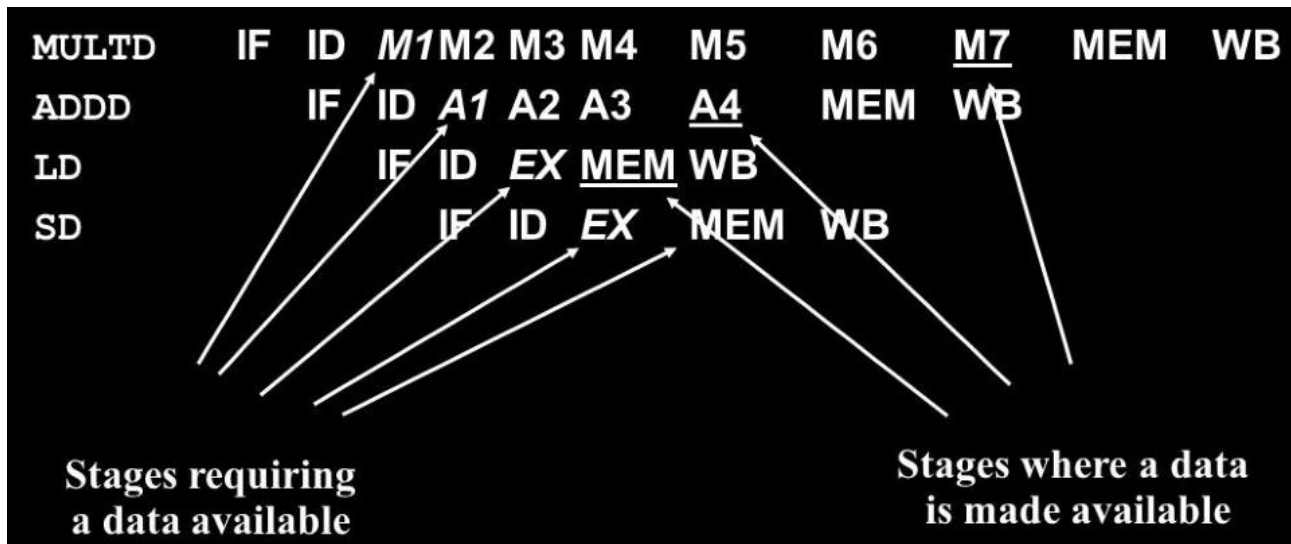 MULTD IF ID M1 M2 M3 M4 M5 M6 M7 MEM WB
ADDD IF ID A1 A2 A3 A4 MEM WB
LD IF ID EX MEM WB
SD IF ID EX MEM WB
Stages requiring
a data available
Stages where a data
is made available